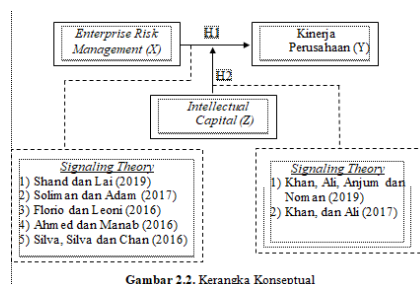 Enterprise Risk
Management (X)
H1
Kinerja
Perusahaan (Y)
H2
Intellectual
Capital (Z)
Signaling Theory
1) Shand dan Lai (2019)
2) Soliman dan Adam (2017)
3) Florio dan Leoni (2016)
4) Ahmed dan Manab (2016)
5) Silva, Silva dan Chan (2016)
Signaling Theory
1) Khan, Ali, Anjum dan
Noman (2019)
2) Khan, dan Ali (2017)
Gambar 2.2. Kerangka Konseptual